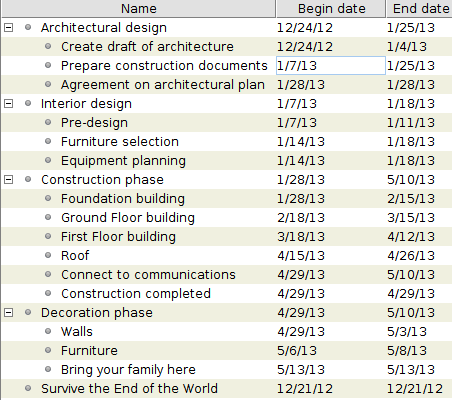 Name Begin date End date
Architectural design 12/24/12 1/25/13
Create draft of architecture 12/24/12 1/4/13
Prepare construction documents 1/7/13 1/25/13
Agreement on architectural plan 1/28/13 1/28/13
Interior design 1/7/13 1/18/13
Pre-design 1/7/13 1/11/13
Furniture selection 1/14/13 1/18/13
Equipment planning 1/14/13 1/18/13
Construction phase 1/28/13 5/10/13
Foundation building 1/28/13 2/15/13
Ground Floor building 2/18/13 3/15/13
First Floor building 3/18/13 4/12/13
Roof 4/15/13 4/26/13
Connect to communications 4/29/13 5/10/13
Construction completed 4/29/13 4/29/13
Decoration phase 4/29/13 5/10/13
Walls 4/29/13 5/3/13
Furniture 5/6/13 5/8/13
Bring your family here 5/13/13 5/13/13
Survive the End of the World 12/21/12 12/21/12